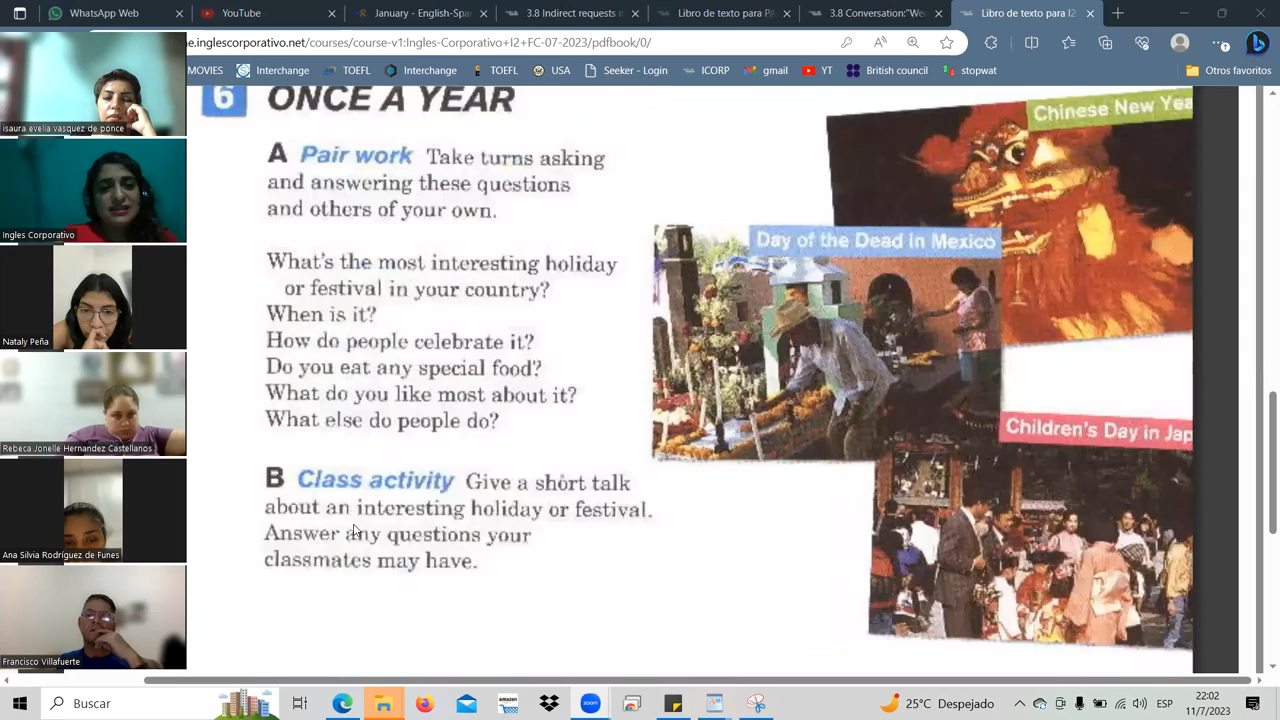 WhatsApp Web
January - English-Spa
3.8 Indirect requests i
Libro de texto para PA
3.8 Conversation:"We
Libro de texto para I2
e.inglescorporativo.net/courses/course-v1:Ingles-Corporativo+I2+FC-07-2023/pdfbook/0/
MOVIES
Interchange
TOEFL
Interchange
TOEFL
USA
Seeker - Login
ICORP
gmail
YT
British council
stopwat
Otros favoritos
isaura evelia vasquez de ponce
Ingles Corporativo
Nataly Peña
Rebeca Jonelle Hernandez Castellanos
Ana Silvia Rodríguez de Funes
Francisco Villafuerte
6 ONCE A YEAR
A Pair work Take turns asking
and answering these questions
and others of your own.
What's the most interesting holiday
or festival in your country?
When is it?
How do people celebrate it?
Do you eat any special food?
What do you like most about it?
What else do people do?
B Class activity Give a short talk
about an interesting holiday or festival.
Answer any questions your
classmates may have.
Chinese New Yea
Day of the Dead in Mexico
Children's Day in Jap
Buscar
amazon
zoom
25°C Despejado
ESP
22:02
11/7/2023